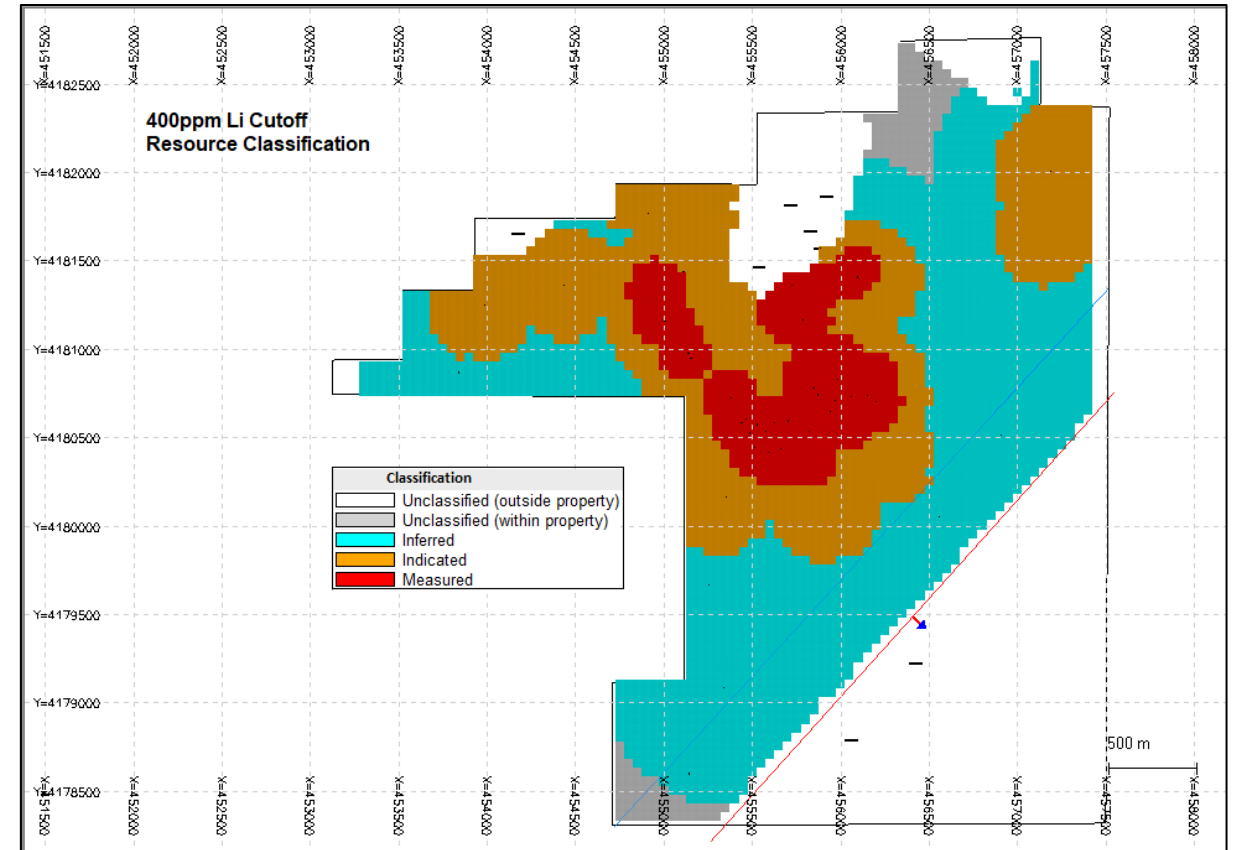 X=451500 X=452000 X=452500 X=453000 X=453500 X=454000 X=454500 X=455000 X=455500 X=456000 X=456500 X=457000 X=457500 X=458000
Y=4182500
400ppm Li Cutoff
Resource Classification
Y=4182000
Y=4181500
Y=4181000
Y=4180500
Classification
Unclassified (outside property)
Unclassified (within property)
Inferred
Indicated
Measured
Y=4180000
Y=4179500
Y=4179000
500 m
Y=4178500
X=451500 X=452000 X=452500 X=453000 X=453500 X=454000 X=454500 X=455000 X=455500 X=456000 X=456500 X=457000 X=457500 X=458000